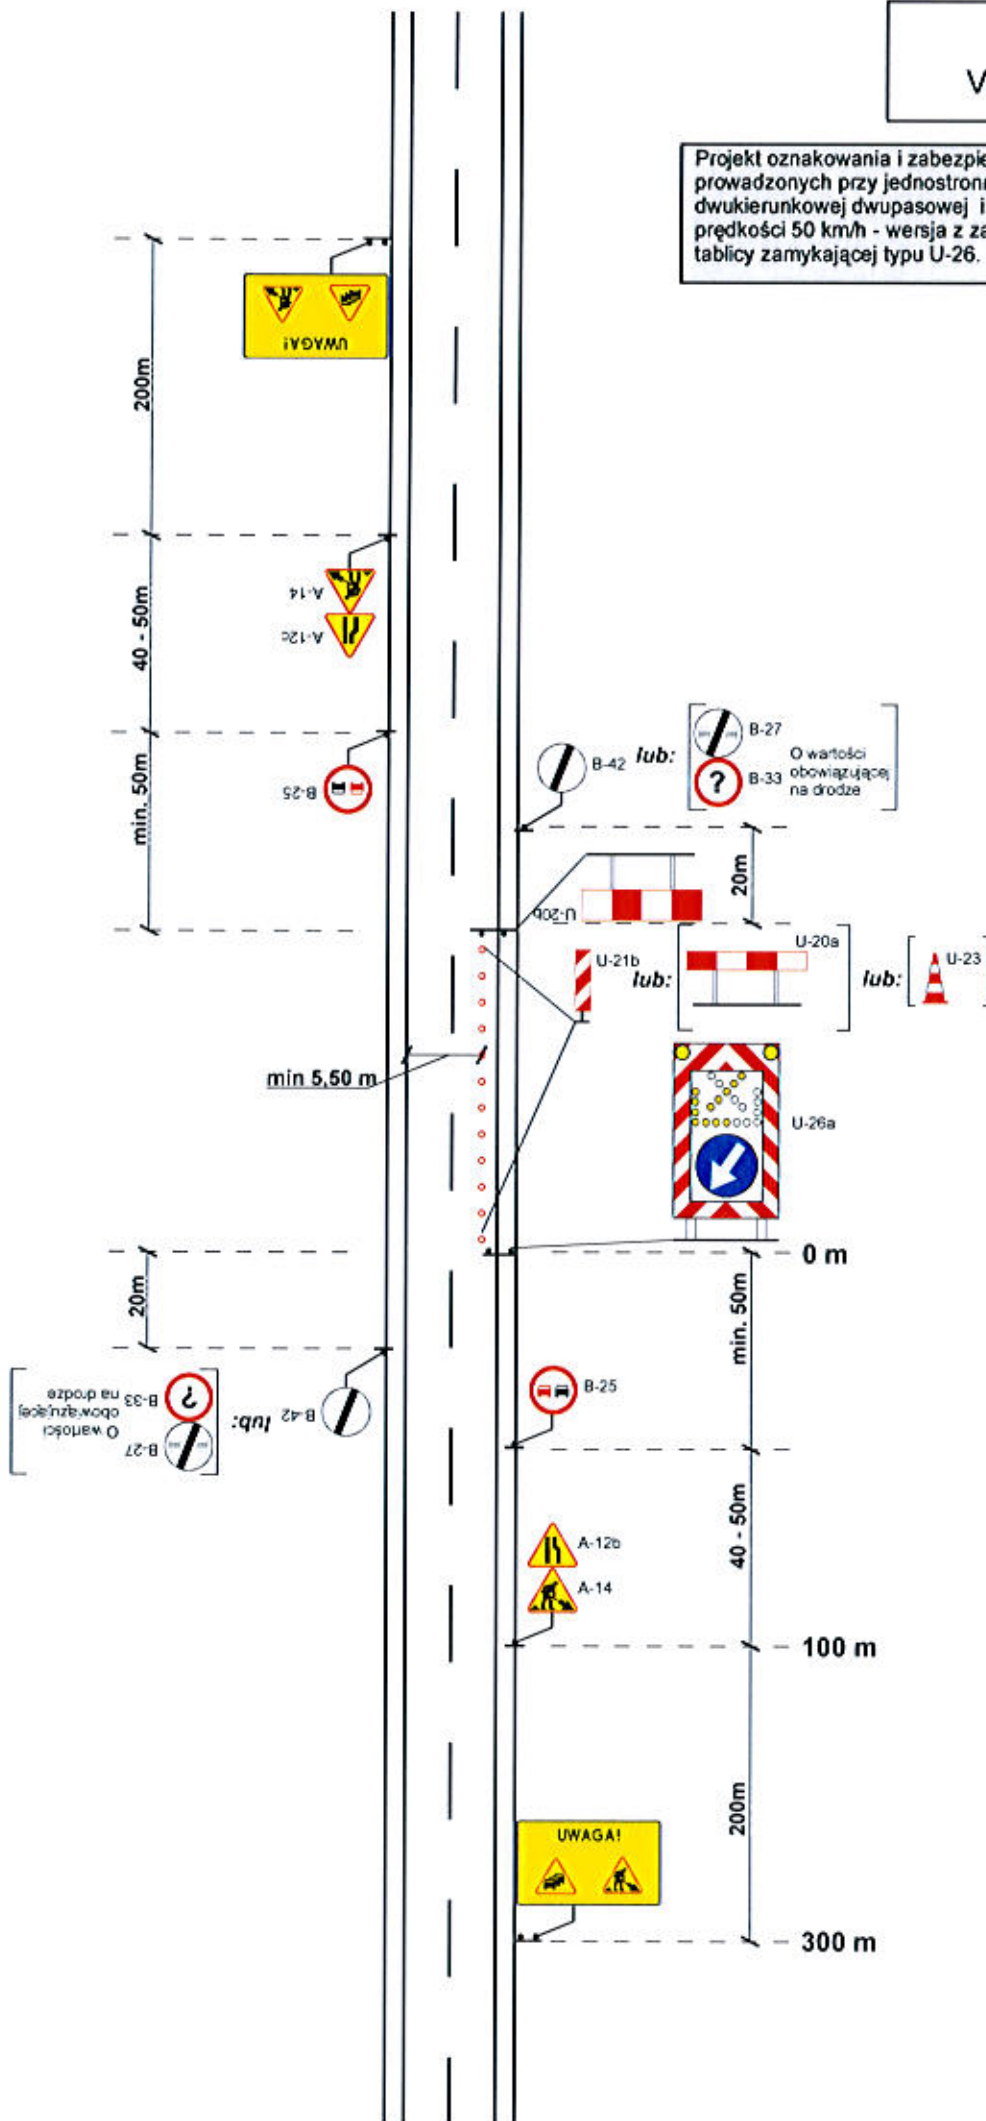 V
Projekt oznakowania i zabezpie
prowadzonych przy jednostronn
dwukierunkowej dwupasowej i
prędkości 50 km/h - wersja z za
tablicy zamykającej typu U-26.
UWAGA!
200m
A-14
A-12c
40 - 50m
B-25
min. 50m
B-42
lub:
B-27
B-33
O wartości
obowiązującej
na drodze
20m
U-20b
U-21b
lub:
U-20a
lub:
U-23
min 5,50 m
U-26a
0 m
20m
min. 50m
B-42
lub:
B-33
B-27
O wartości
obowiązującej
na drodze
B-25
A-12b
A-14
40 - 50m
100 m
200m
UWAGA!
300 m